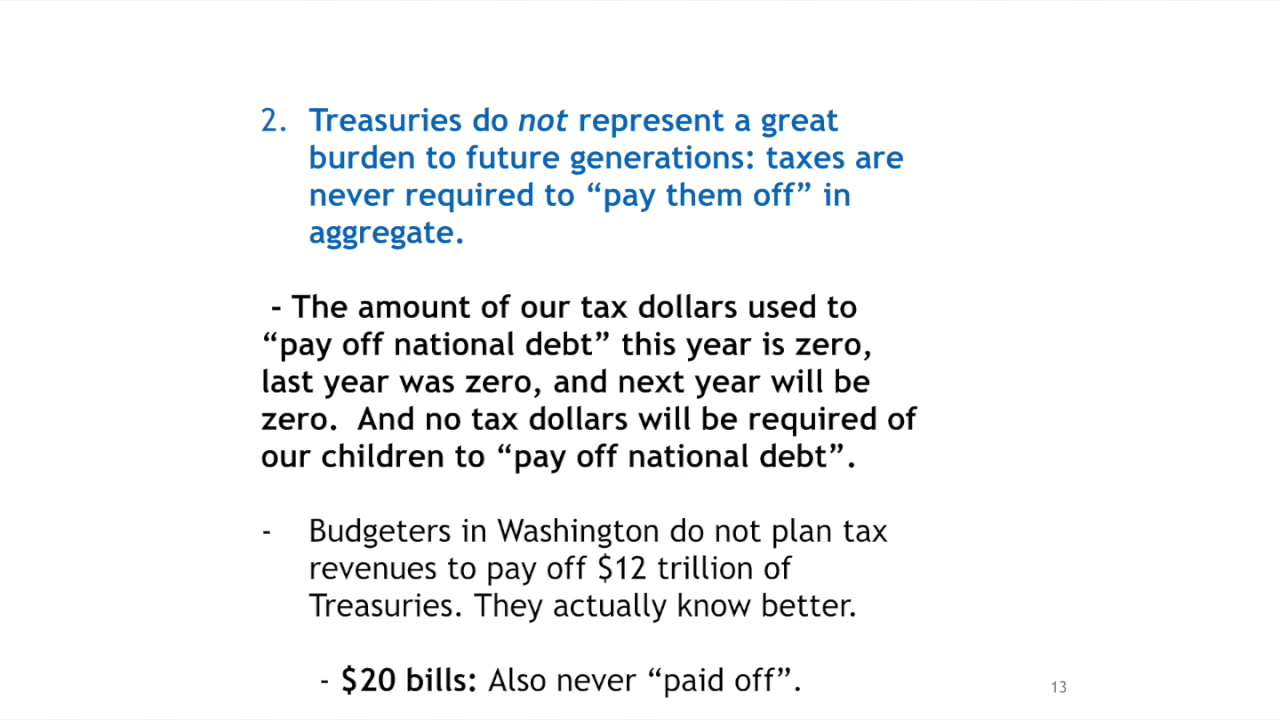 2. Treasuries do not represent a great
burden to future generations: taxes are
never required to “pay them off” in
aggregate.
- The amount of our tax dollars used to
“pay off national debt” this year is zero,
last year was zero, and next year will be
zero.  And no tax dollars will be required of
our children to “pay off national debt”.
- Budgeters in Washington do not plan tax
revenues to pay off $12 trillion of
Treasuries. They actually know better.
- $20 bills: Also never “paid off”.
13